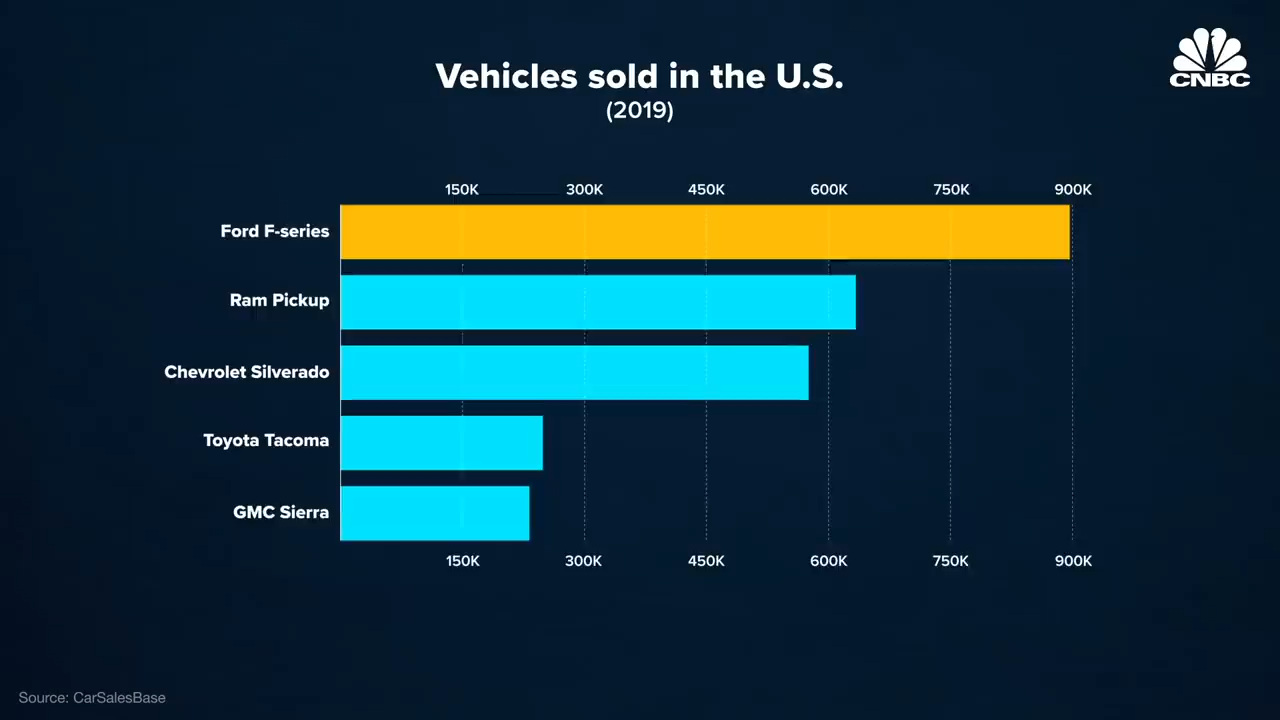 CNBC
Vehicles sold in the U.S.
(2019)
150K 300K 450K 600K 750K 900K
Ford F-series
Ram Pickup
Chevrolet Silverado
Toyota Tacoma
GMC Sierra
150K 300K 450K 600K 750K 900K
Source: CarSalesBase